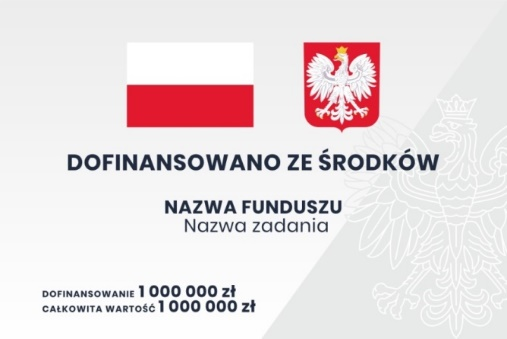 DOFINANSOWANO ZE ŚRODKÓW
NAZWA FUNDUSZU
Nazwa zadania
DOFINANSOWANIE 1 000 000 zł
CAŁKOWITA WARTOŚĆ 1 000 000 zł